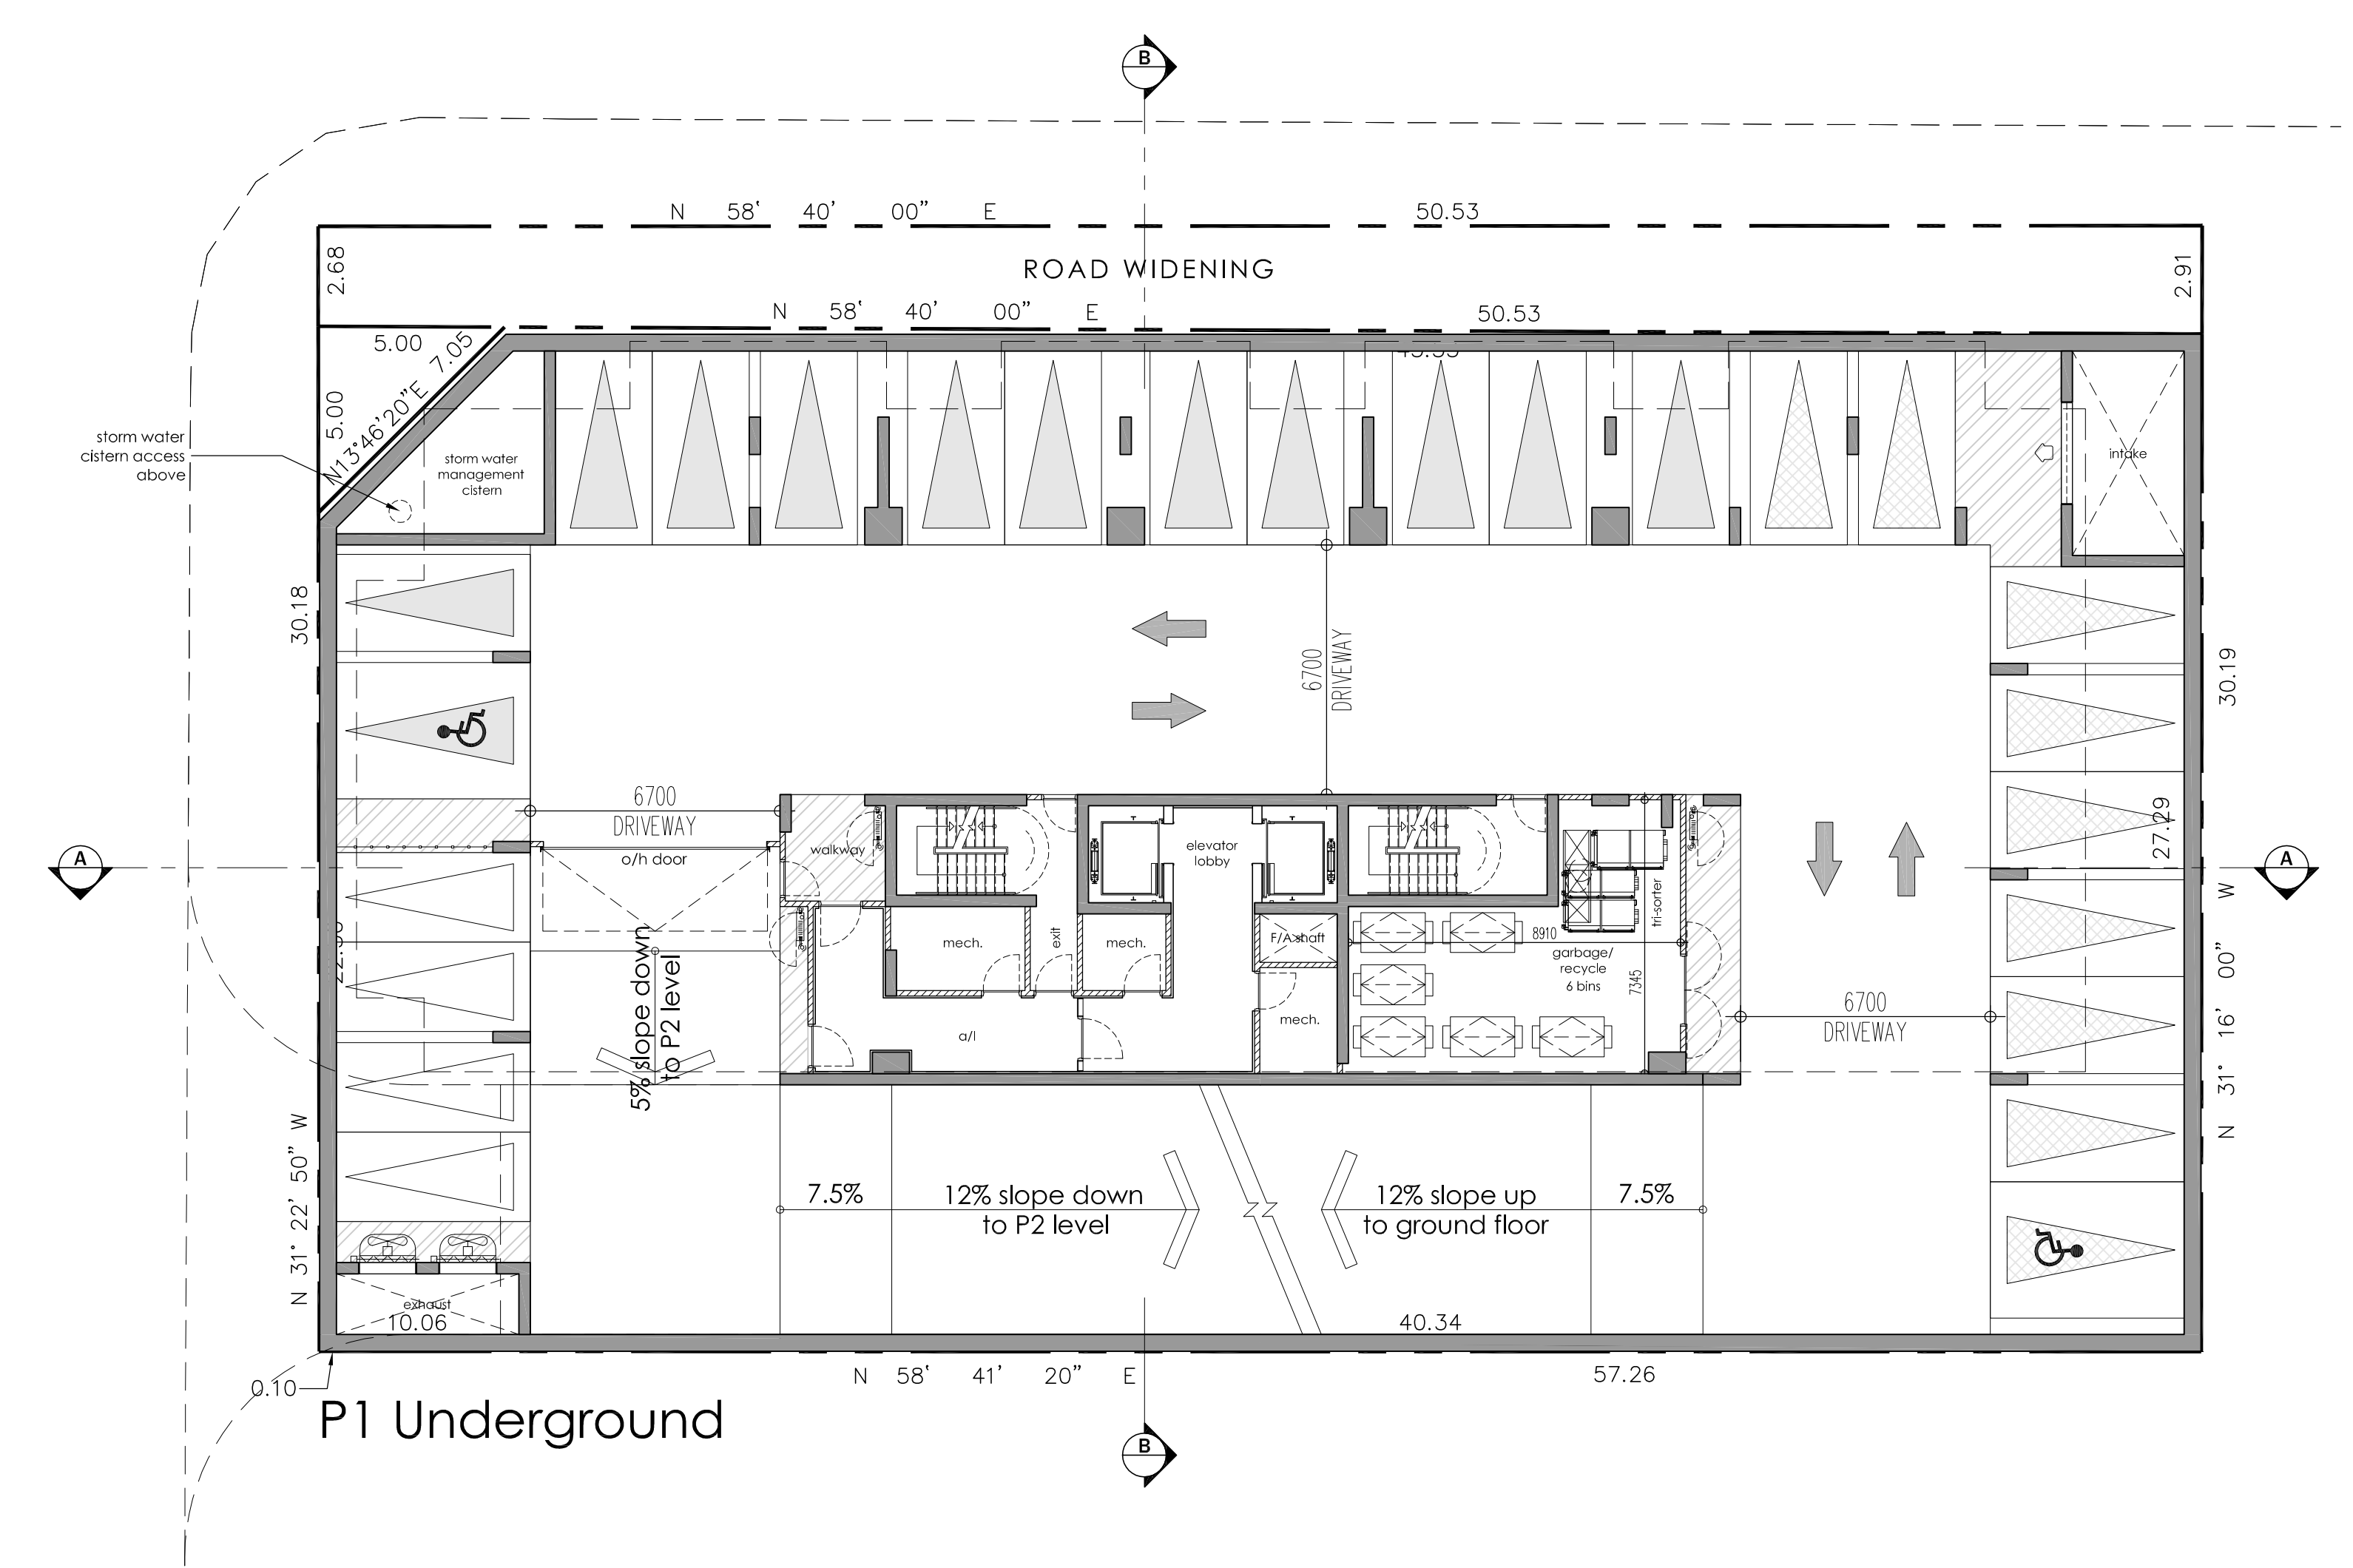 B
N 58‘ 40’ 00” E 50.53
2.68
ROAD WIDENING
2.91
N 58‘ 40’ 00” E 50.53
5.00
7.05
N13°46’20”E
5.00
storm water
cistern access
above
storm water
management
cistern
intake
30.18
30.19
6700
DRIVEWAY
6700
DRIVEWAY
o/h door
walkway
elevator
lobby
27.29
A
A
tri-sorter
mech.
exit
mech.
F/A shaft
8910
garbage/
recycle
6 bins
7345
5% slope down
to P2 level
a/l
mech.
6700
DRIVEWAY
N 31° 22’ 50” W
N 31° 16’ 00” W
7.5%
12% slope down
to P2 level
12% slope up
to ground floor
7.5%
exhaust
10.06
40.34
0.10
N 58‘ 41’ 20” E 57.26
P1 Underground
B